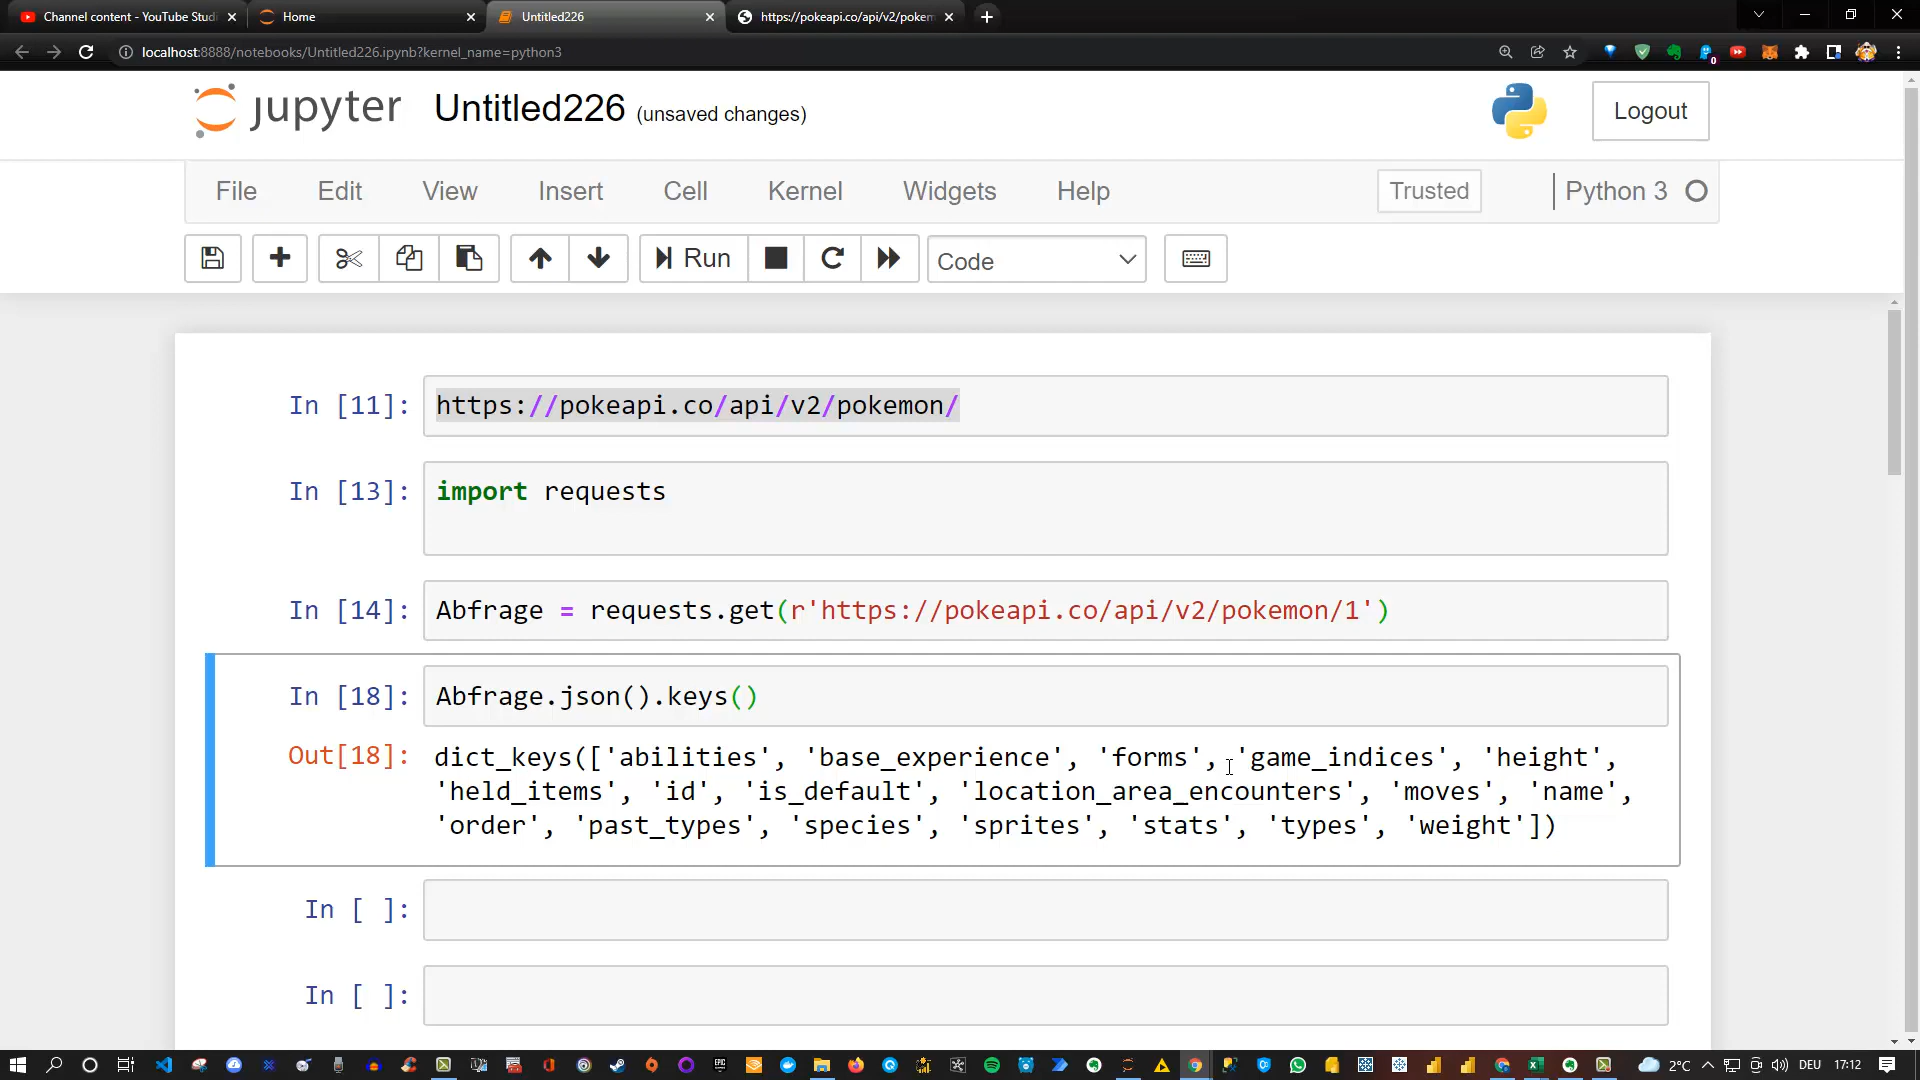 Channel content - YouTube Studi
Home
Untitled226
https://pokeapi.co/api/v2/pokem
localhost:8888/notebooks/Untitled226.ipynb?kernel_name=python3
0
jupyter Untitled226 (unsaved changes)
Logout
File Edit View Insert Cell Kernel Widgets Help
Trusted
Python 3
Run
Code
In [11]: https://pokeapi.co/api/v2/pokemon/
In [13]: import requests
In [14]: Abfrage = requests.get(r'https://pokeapi.co/api/v2/pokemon/1')
In [18]: Abfrage.json().keys()
Out[18]: dict_keys(['abilities', 'base_experience', 'forms', 'game_indices', 'height',
'held_items', 'id', 'is_default', 'location_area_encounters', 'moves', 'name',
'order', 'past_types', 'species', 'sprites', 'stats', 'types', 'weight'])
In [ ]:
In [ ]:
2°C
DEU
17:12